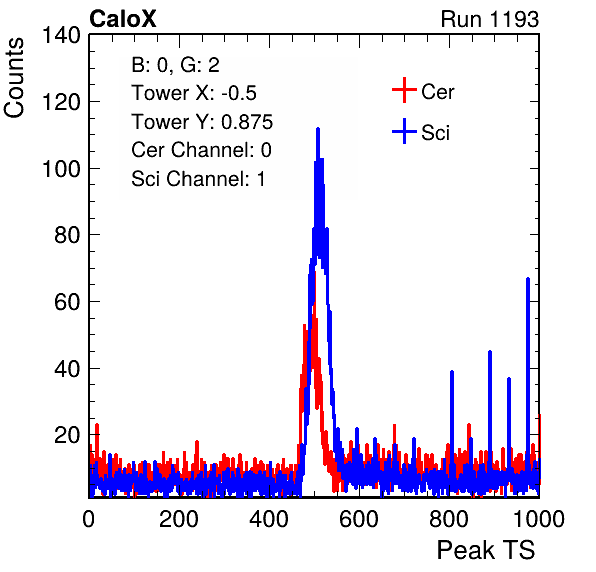 CaloX
Run 1193
Counts
140
120
100
80
60
40
20
B: 0, G: 2
Tower X: -0.5
Tower Y: 0.875
Cer Channel: 0
Sci Channel: 1
Cer
Sci
0 200 400 600 800 1000
Peak TS